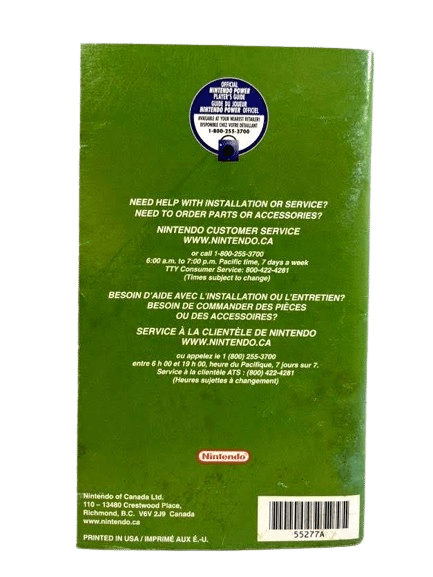 OFFICIAL
NINTENDO POWER
PLAYER'S GUIDE
GUIDE DU JOUEUR
NINTENDO POWER OFFICIEL
AVAILABLE AT YOUR NEAREST RETAILER!
DISPONIBLE CHEZ VOTRE DÉTAILLANT
1-800-255-3700
NEED HELP WITH INSTALLATION OR SERVICE?
NEED TO ORDER PARTS OR ACCESSORIES?
NINTENDO CUSTOMER SERVICE
WWW.NINTENDO.CA
or call 1-800-255-3700
6:00 a.m. to 7:00 p.m. Pacific time, 7 days a week
TTY Consumer Service: 800-422-4281
(Times subject to change)
BESOIN D'AIDE AVEC L'INSTALLATION OU L'ENTRETIEN?
BESOIN DE COMMANDER DES PIÈCES
OU DES ACCESSOIRES?
SERVICE À LA CLIENTÈLE DE NINTENDO
WWW.NINTENDO.CA
ou appelez le 1 (800) 255-3700
entre 6 h 00 et 19 h 00, heure du Pacifique, 7 jours sur 7.
Service à la clientèle ATS : (800) 422-4281
(Heures sujettes à changement)
Nintendo
Nintendo of Canada Ltd.
110 – 13480 Crestwood Place,
Richmond, B.C. V6V 2J9 Canada
www.nintendo.ca
PRINTED IN USA / IMPRIMÉ AUX É.-U.
55277A